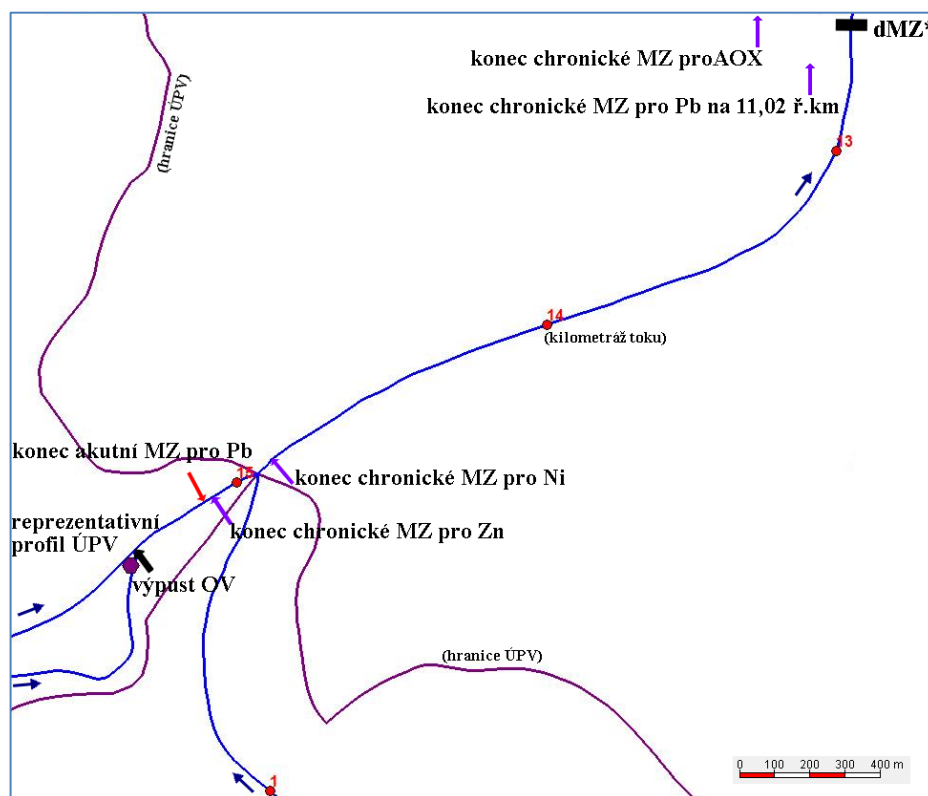 dMZ*
konec chronické MZ proAOX
konec chronické MZ pro Pb na 11,02 ř.km
(hranice ÚPV)
13
14
(kilometráž toku)
konec akutní MZ pro Pb
15
konec chronické MZ pro Ni
reprezentativní
profil ÚPV
konec chronické MZ pro Zn
výpust OV
(hranice ÚPV)
1
0 100 200 300 400 m